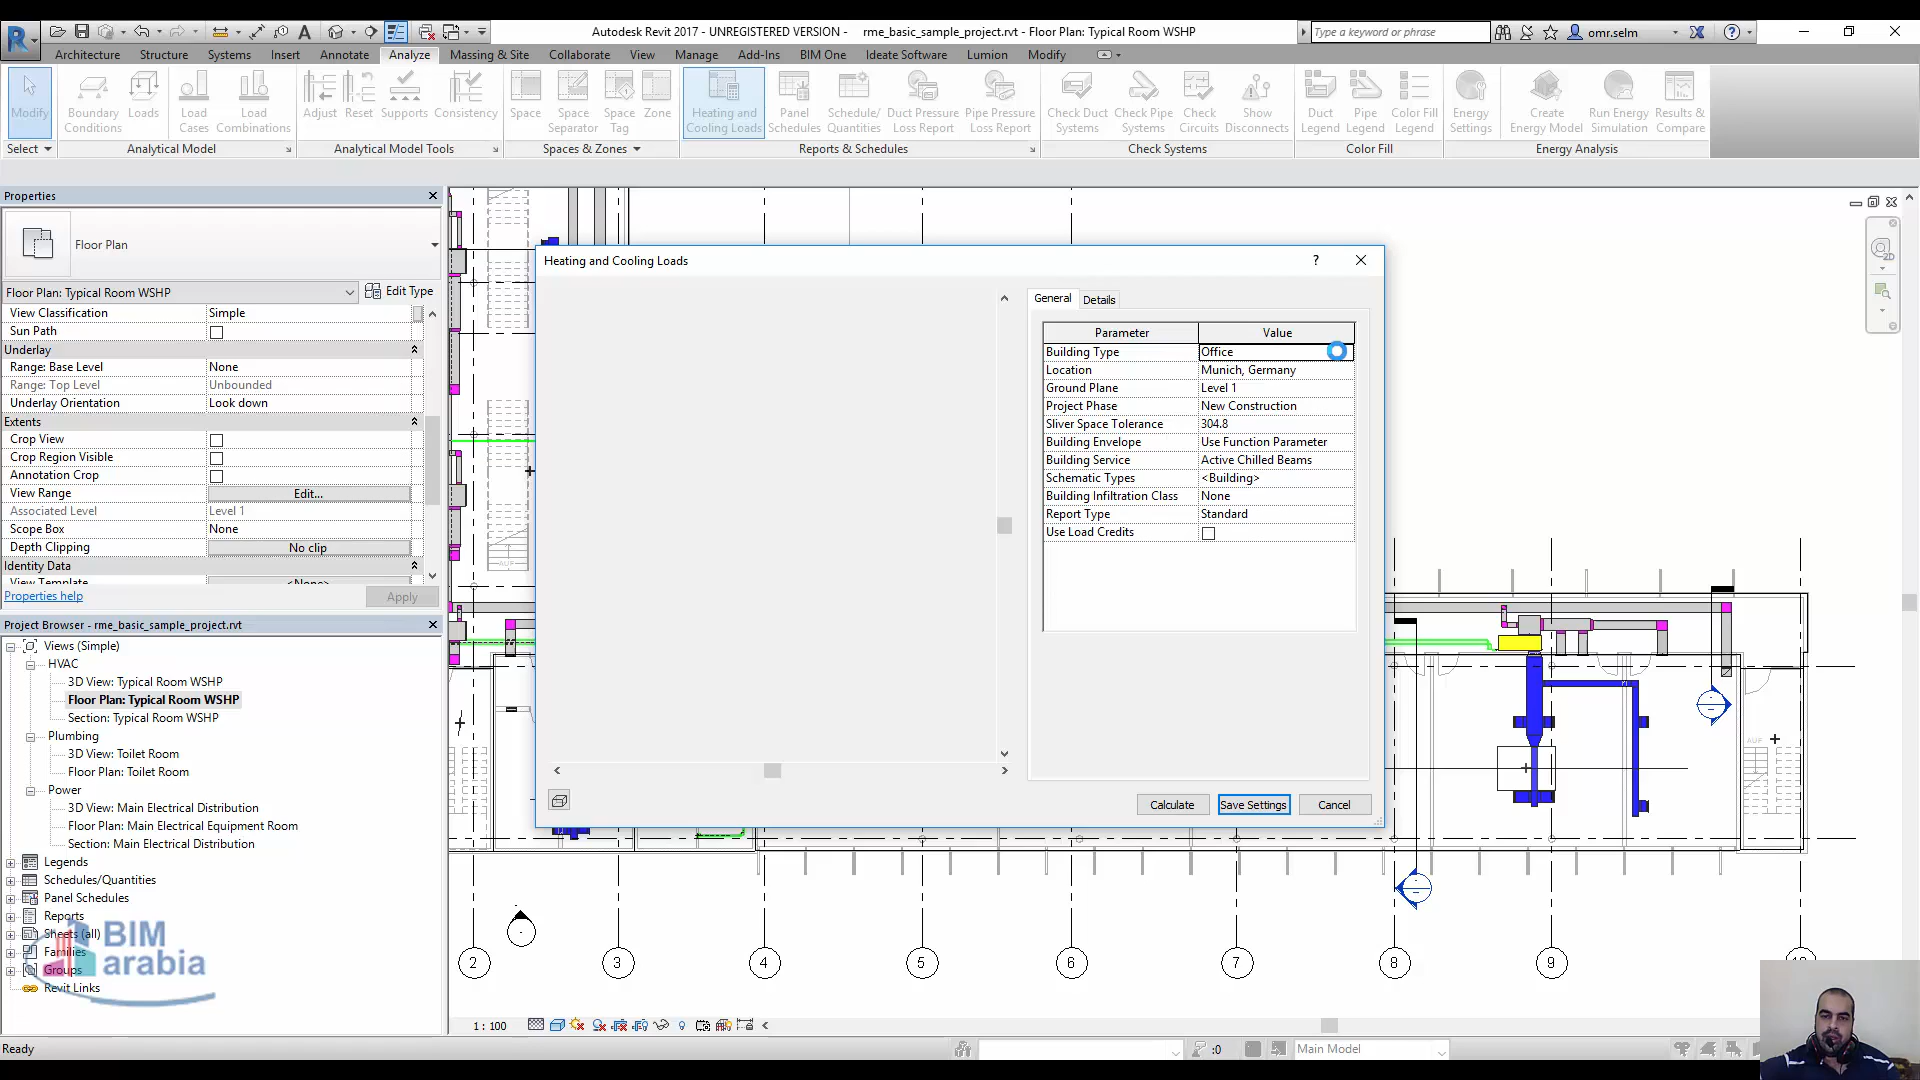 Autodesk Revit 2017 - UNREGISTERED VERSION - rme_basic_sample_project.rvt - Floor Plan: Typical Room WSHP
Type a keyword or phrase
omr.selm
Architecture Structure Systems Insert Annotate Analyze Massing & Site Collaborate View Manage Add-Ins BIM One Ideate Software Lumion Modify
Modify
Boundary Conditions
Loads
Load Cases
Load Combinations
Adjust
Reset
Supports
Consistency
Space
Space Separator
Space Tag
Zone
Heating and Cooling Loads
Panel Schedules
Schedule/ Quantities
Duct Pressure Loss Report
Pipe Pressure Loss Report
Check Duct Systems
Check Pipe Systems
Check Circuits
Show Disconnects
Duct Legend
Pipe Legend
Color Fill Legend
Energy Settings
Create Energy Model
Run Energy Simulation
Results & Compare
Select
Analytical Model
Analytical Model Tools
Spaces & Zones
Reports & Schedules
Check Systems
Color Fill
Energy Analysis
Properties
Floor Plan
Floor Plan: Typical Room WSHP
Edit Type
View Classification Simple
Sun Path
Underlay
Range: Base Level None
Range: Top Level Unbounded
Underlay Orientation Look down
Extents
Crop View
Crop Region Visible
Annotation Crop
View Range Edit...
Associated Level Level 1
Scope Box None
Depth Clipping No clip
Identity Data
View Template <None>
Properties help
Apply
Project Browser - rme_basic_sample_project.rvt
Views (Simple)
HVAC
3D View: Typical Room WSHP
Floor Plan: Typical Room WSHP
Section: Typical Room WSHP
Plumbing
3D View: Toilet Room
Floor Plan: Toilet Room
Power
3D View: Main Electrical Distribution
Floor Plan: Main Electrical Equipment Room
Section: Main Electrical Distribution
Legends
Schedules/Quantities
Panel Schedules
Reports
Sheets (all)
Families
Groups
Revit Links
BIM
arabia
Heating and Cooling Loads
?
General Details
Parameter Value
Building Type Office
Location Munich, Germany
Ground Plane Level 1
Project Phase New Construction
Sliver Space Tolerance 304.8
Building Envelope Use Function Parameter
Building Service Active Chilled Beams
Schematic Types <Building>
Building Infiltration Class None
Report Type Standard
Use Load Credits
Calculate
Save Settings
Cancel
2D
AUF
AUF
2 3 4 5 6 7 8 9 10
1 : 100
Ready
:0
Main Model